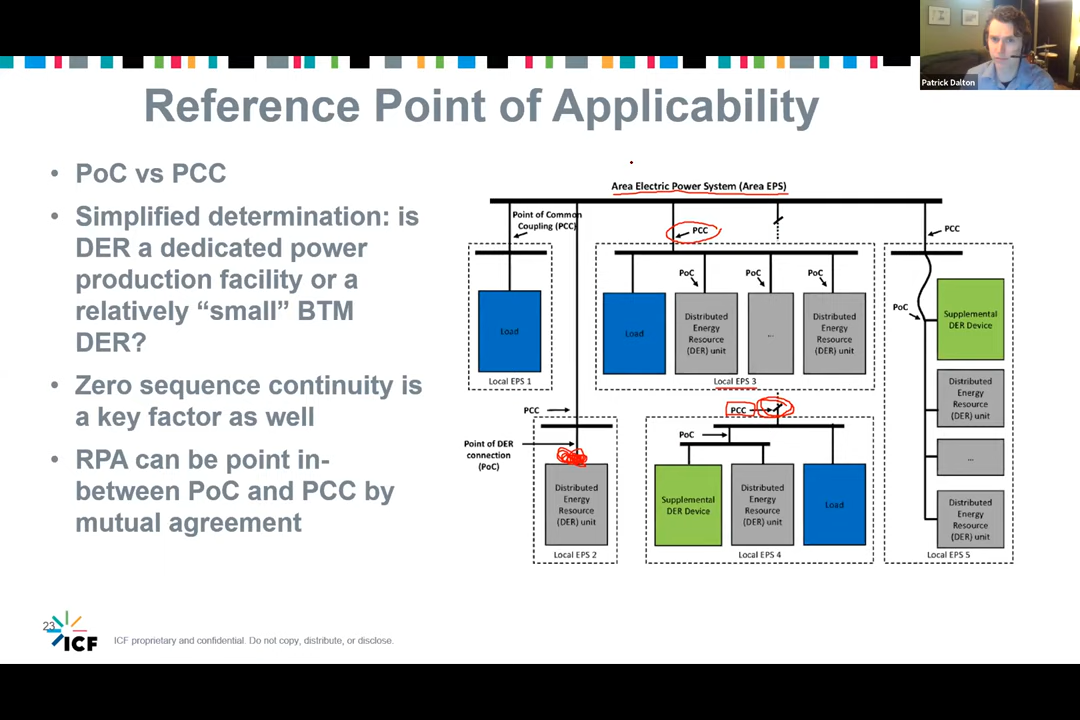 Patrick Dalton
Reference Point of Applicability
• PoC vs PCC
• Simplified determination: is
DER a dedicated power
production facility or a
relatively “small” BTM
DER?
• Zero sequence continuity is
a key factor as well
• RPA can be point in-
between PoC and PCC by
mutual agreement
Area Electric Power System (Area EPS)
Point of Common
Coupling (PCC)
Load
Local EPS 1
PCC
Point of DER
connection
(PoC)
Distributed
Energy
Resource
(DER) unit
Local EPS 2
PCC
PoC
PoC
PoC
Load
Distributed
Energy
Resource
(DER) unit
...
Distributed
Energy
Resource
(DER) unit
Local EPS 3
PCC
PoC
Supplemental
DER Device
Distributed
Energy
Resource
(DER) unit
Load
Local EPS 4
PCC
PoC
Supplemental
DER Device
Distributed
Energy
Resource
(DER) unit
...
Distributed
Energy
Resource
(DER) unit
Local EPS 5
23
ICF
ICF proprietary and confidential. Do not copy, distribute, or disclose.